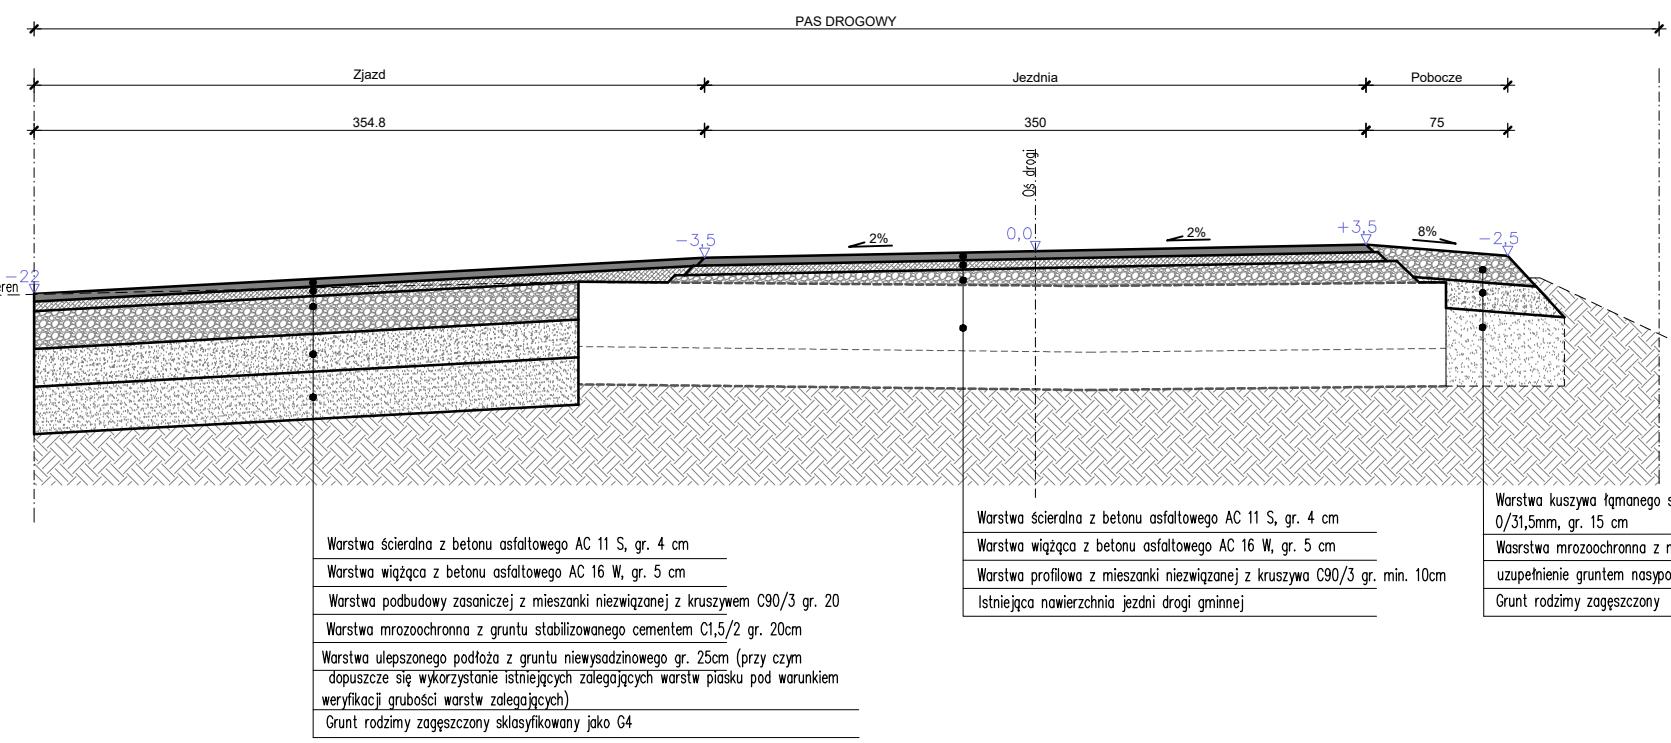 PAS DROGOWY
Zjazd
Jezdnia
Pobocze
354.8
350
75
Oś drogi
-22
-3,5
2%
0,0
2%
+3,5
8%
-2,5
Warstwa ścieralna z betonu asfaltowego AC 11 S, gr. 4 cm
Warstwa wiążąca z betonu asfaltowego AC 16 W, gr. 5 cm
Warstwa podbudowy zasaniczej z mieszanki niezwiązanej z kruszywem C90/3 gr. 20
Warstwa mrozoochronna z gruntu stabilizowanego cementem C1,5/2 gr. 20cm
Warstwa ulepszonego podłoża z gruntu niewysadzinowego gr. 25cm (przy czym
dopuszcze się wykorzystanie istniejących zalegających warstw piasku pod warunkiem
weryfikacji grubości warstw zalegających)
Grunt rodzimy zagęszczony sklasyfikowany jako G4
Warstwa ścieralna z betonu asfaltowego AC 11 S, gr. 4 cm
Warstwa wiążąca z betonu asfaltowego AC 16 W, gr. 5 cm
Warstwa profilowa z mieszanki niezwiązanej z kruszywa C90/3 gr. min. 10cm
Istniejąca nawierzchnia jezdni drogi gminnej
Warstwa kuszywa łąmanego
0/31,5mm, gr. 15 cm
Wasrstwa mrozoochronna z
uzupełnienie gruntem
Grunt rodzimy zagęszczony